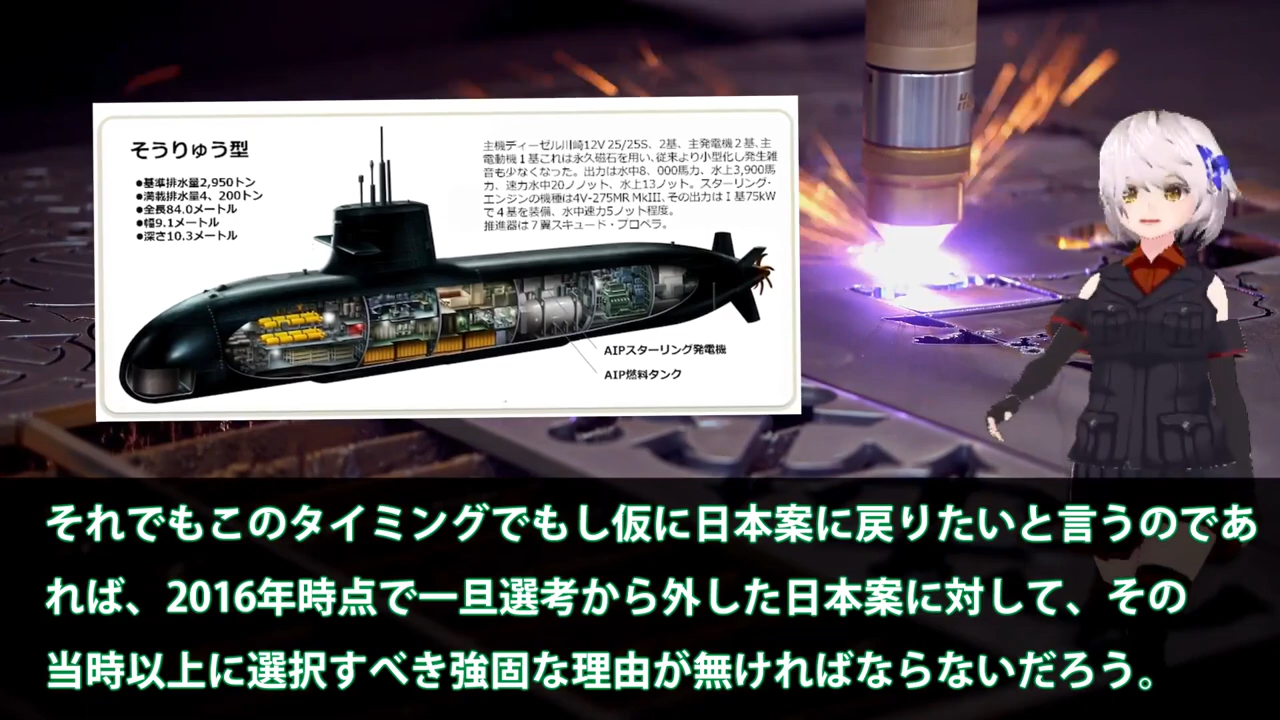 そうりゅう型
●基準排水量2,950トン
●満載排水量4、200トン
●全長84.0メートル
●幅9.1メートル
●深さ10.3メートル
主機ディーゼル川崎12V 25/25S、2基、主発電機2基、主
電動機1基これは永久磁石を用い、従来より小型化し発生雑
音も少なくなった。出力は水中8、000馬力、水上3,900馬
力、速力水中20ノノット、水上13ノット。スターリング・
エンジンの機種は4V-275MR MkIII、その出力はI基75kW
で4基を装備、水中速力5ノット程度。
推進器は7翼スキュード・プロペラ。
AIPスターリング発電機
AIP燃料タンク
それでもこのタイミングでもし仮に日本案に戻りたいと言うのであ
れば、2016年時点で一旦選考から外した日本案に対して、その
当時以上に選択すべき強固な理由が無ければならないだろう。